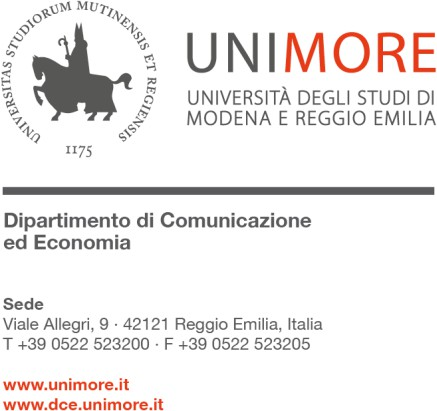 UNIVERSITAS STUDIORUM MUTINENSIS ET REGIENSIS
1175
UNIMORE
UNIVERSITÀ DEGLI STUDI DI
MODENA E REGGIO EMILIA
Dipartimento di Comunicazione
ed Economia
Sede
Viale Allegri, 9 · 42121 Reggio Emilia, Italia
T +39 0522 523200 · F +39 0522 523205
www.unimore.it
www.dce.unimore.it